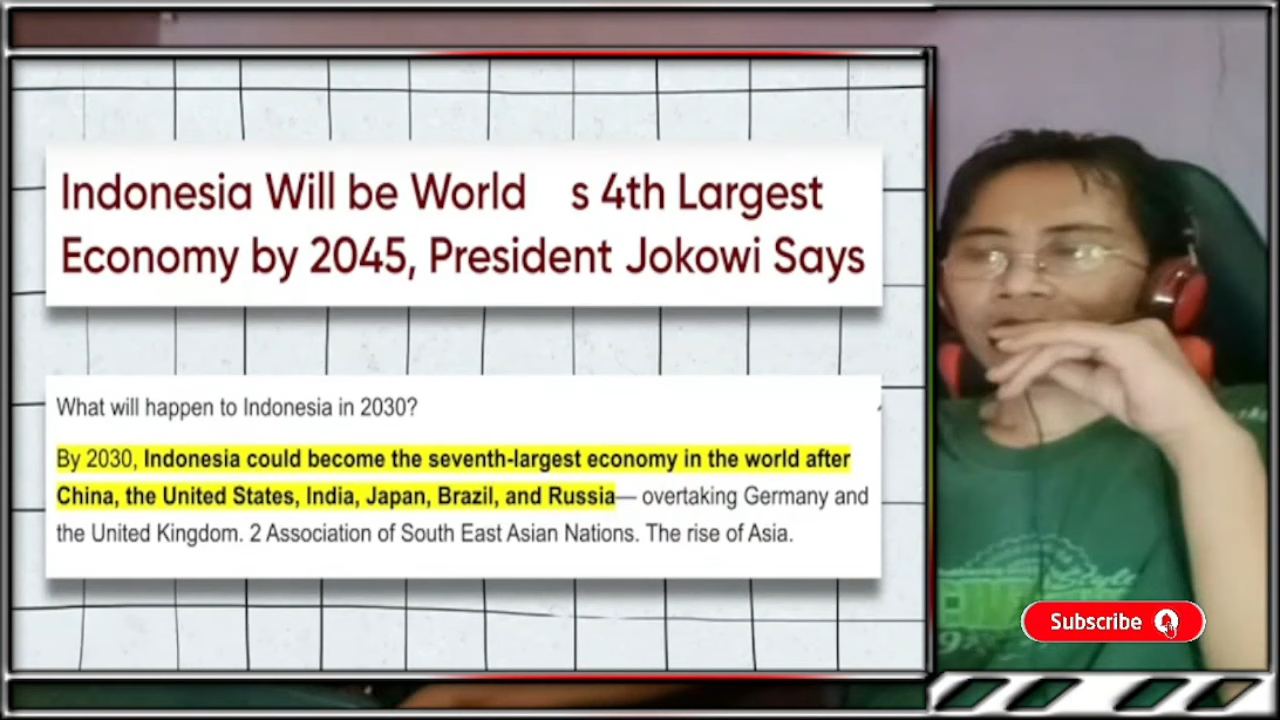 Indonesia Will be World s 4th Largest
Economy by 2045, President Jokowi Says
What will happen to Indonesia in 2030?
By 2030, Indonesia could become the seventh-largest economy in the world after
China, the United States, India, Japan, Brazil, and Russia— overtaking Germany and
the United Kingdom. 2 Association of South East Asian Nations. The rise of Asia.
Subscribe